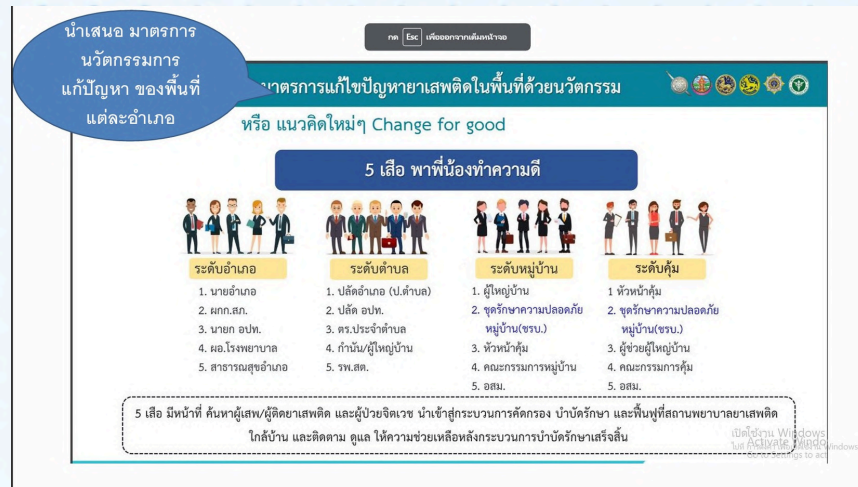 นำเสนอ มาตรการ
นวัตกรรมการ
แก้ปัญหา ของพื้นที่
แต่ละอำเภอ
กด Esc เพื่อออกจากเต็มหน้าจอ
มาตรการแก้ไขปัญหายาเสพติดในพื้นที่ด้วยนวัตกรรม
หรือ แนวคิดใหม่ๆ Change for good
5 เสือ พาพี่น้องทำความดี
ระดับอำเภอ
1. นายอำเภอ
2. ผกก.สภ.
3. นายก อปท.
4. ผอ.โรงพยาบาล
5. สาธารณสุขอำเภอ
ระดับตำบล
1. ปลัดอำเภอ (ป.ตำบล)
2. ปลัด อปท.
3. ตร.ประจำตำบล
4. กำนัน/ผู้ใหญ่บ้าน
5. รพ.สต.
ระดับหมู่บ้าน
1. ผู้ใหญ่บ้าน
2. ชุดรักษาความปลอดภัย
หมู่บ้าน(ชรบ.)
3. หัวหน้าคุ้ม
4. คณะกรรมการหมู่บ้าน
5. อสม.
ระดับคุ้ม
1 หัวหน้าคุ้ม
2. ชุดรักษาความปลอดภัย
หมู่บ้าน(ชรบ.)
3. ผู้ช่วยผู้ใหญ่บ้าน
4. คณะกรรมการคุ้ม
5. อสม.
5 เสือ มีหน้าที่ ค้นหาผู้เสพ/ผู้ติดยาเสพติด และผู้ป่วยจิตเวช นำเข้าสู่กระบวนการคัดกรอง บำบัดรักษา และฟื้นฟูที่สถานพยาบาลยาเสพติด
ใกล้บ้าน และติดตาม ดูแล ให้ความช่วยเหลือหลังกระบวนการบำบัดรักษาเสร็จสิ้น
เปิดใช้งาน Windows
Activate Windows